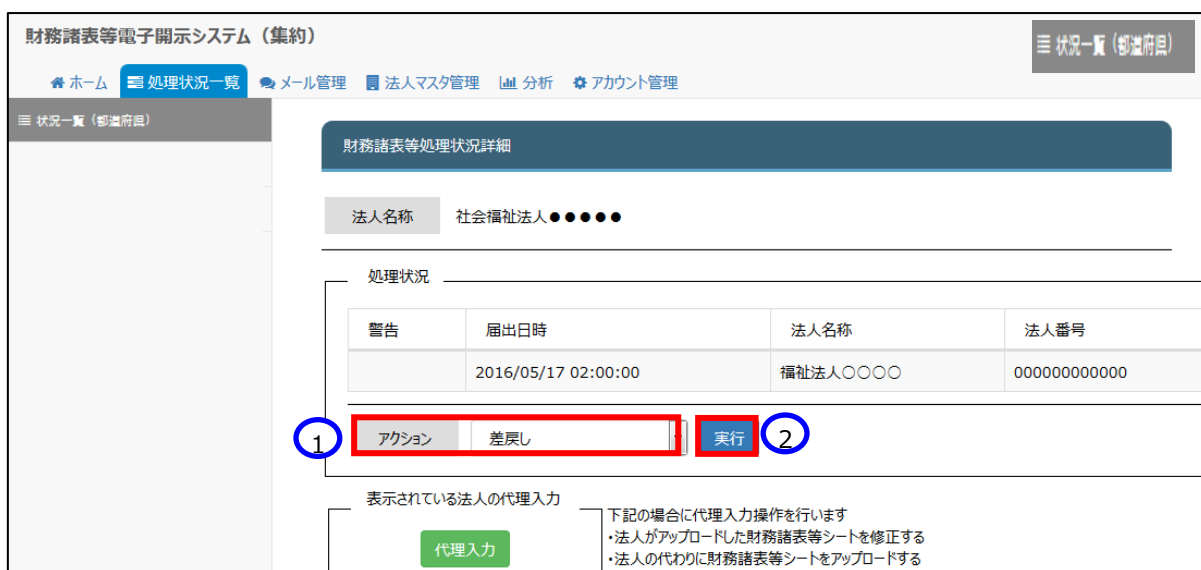 財務諸表等電子開示システム（集約）
状況一覧（都道府県）
ホーム 処理状況一覧 メール管理 法人マスタ管理 分析 アカウント管理
状況一覧（都道府県）
財務諸表等処理状況詳細
法人名称 社会福祉法人●●●●●
処理状況
警告 届出日時 法人名称 法人番号
2016/05/17 02:00:00 福祉法人○○○○ 000000000000
1 アクション 差戻し 実行 2
表示されている法人の代理入力
下記の場合に代理入力操作を行います
・法人がアップロードした財務諸表等シートを修正する
代理入力
・法人の代わりに財務諸表等シートをアップロードする